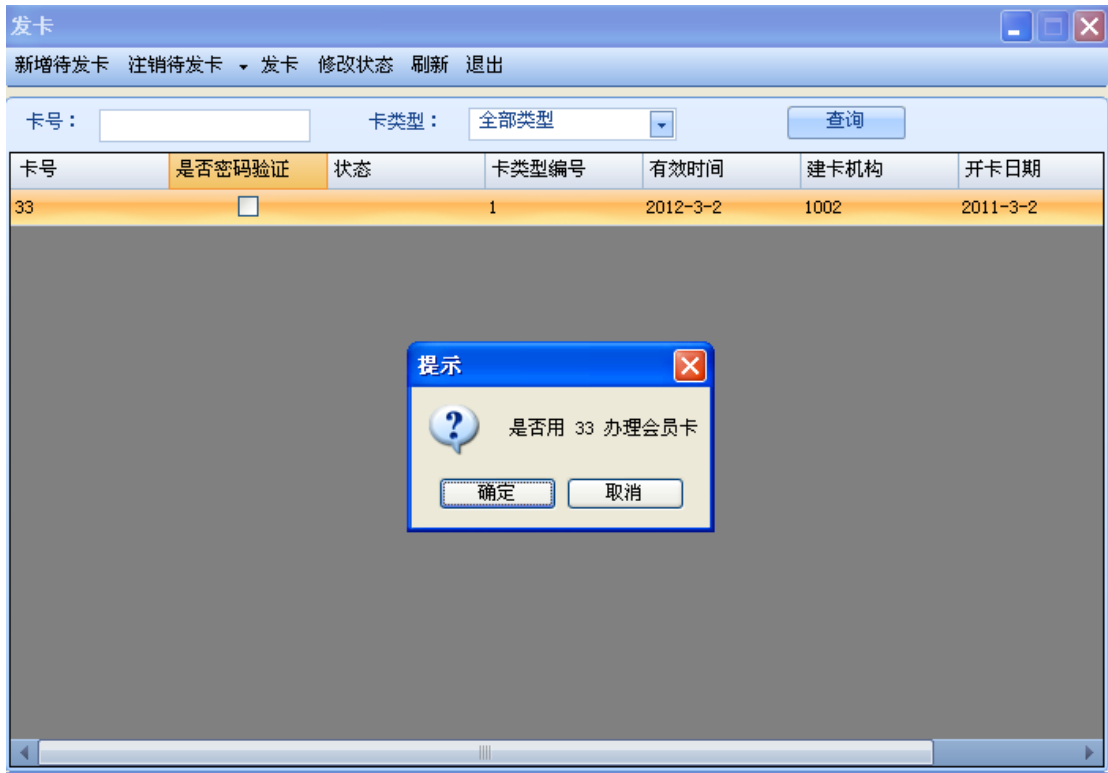 发卡
新增待发卡 注销待发卡 发卡 修改状态 刷新 退出
卡号： 卡类型： 全部类型 查询
卡号 是否密码验证 状态 卡类型编号 有效时间 建卡机构 开卡日期
33 1 2012-3-2 1002 2011-3-2
提示
是否用 33 办理会员卡
确定 取消